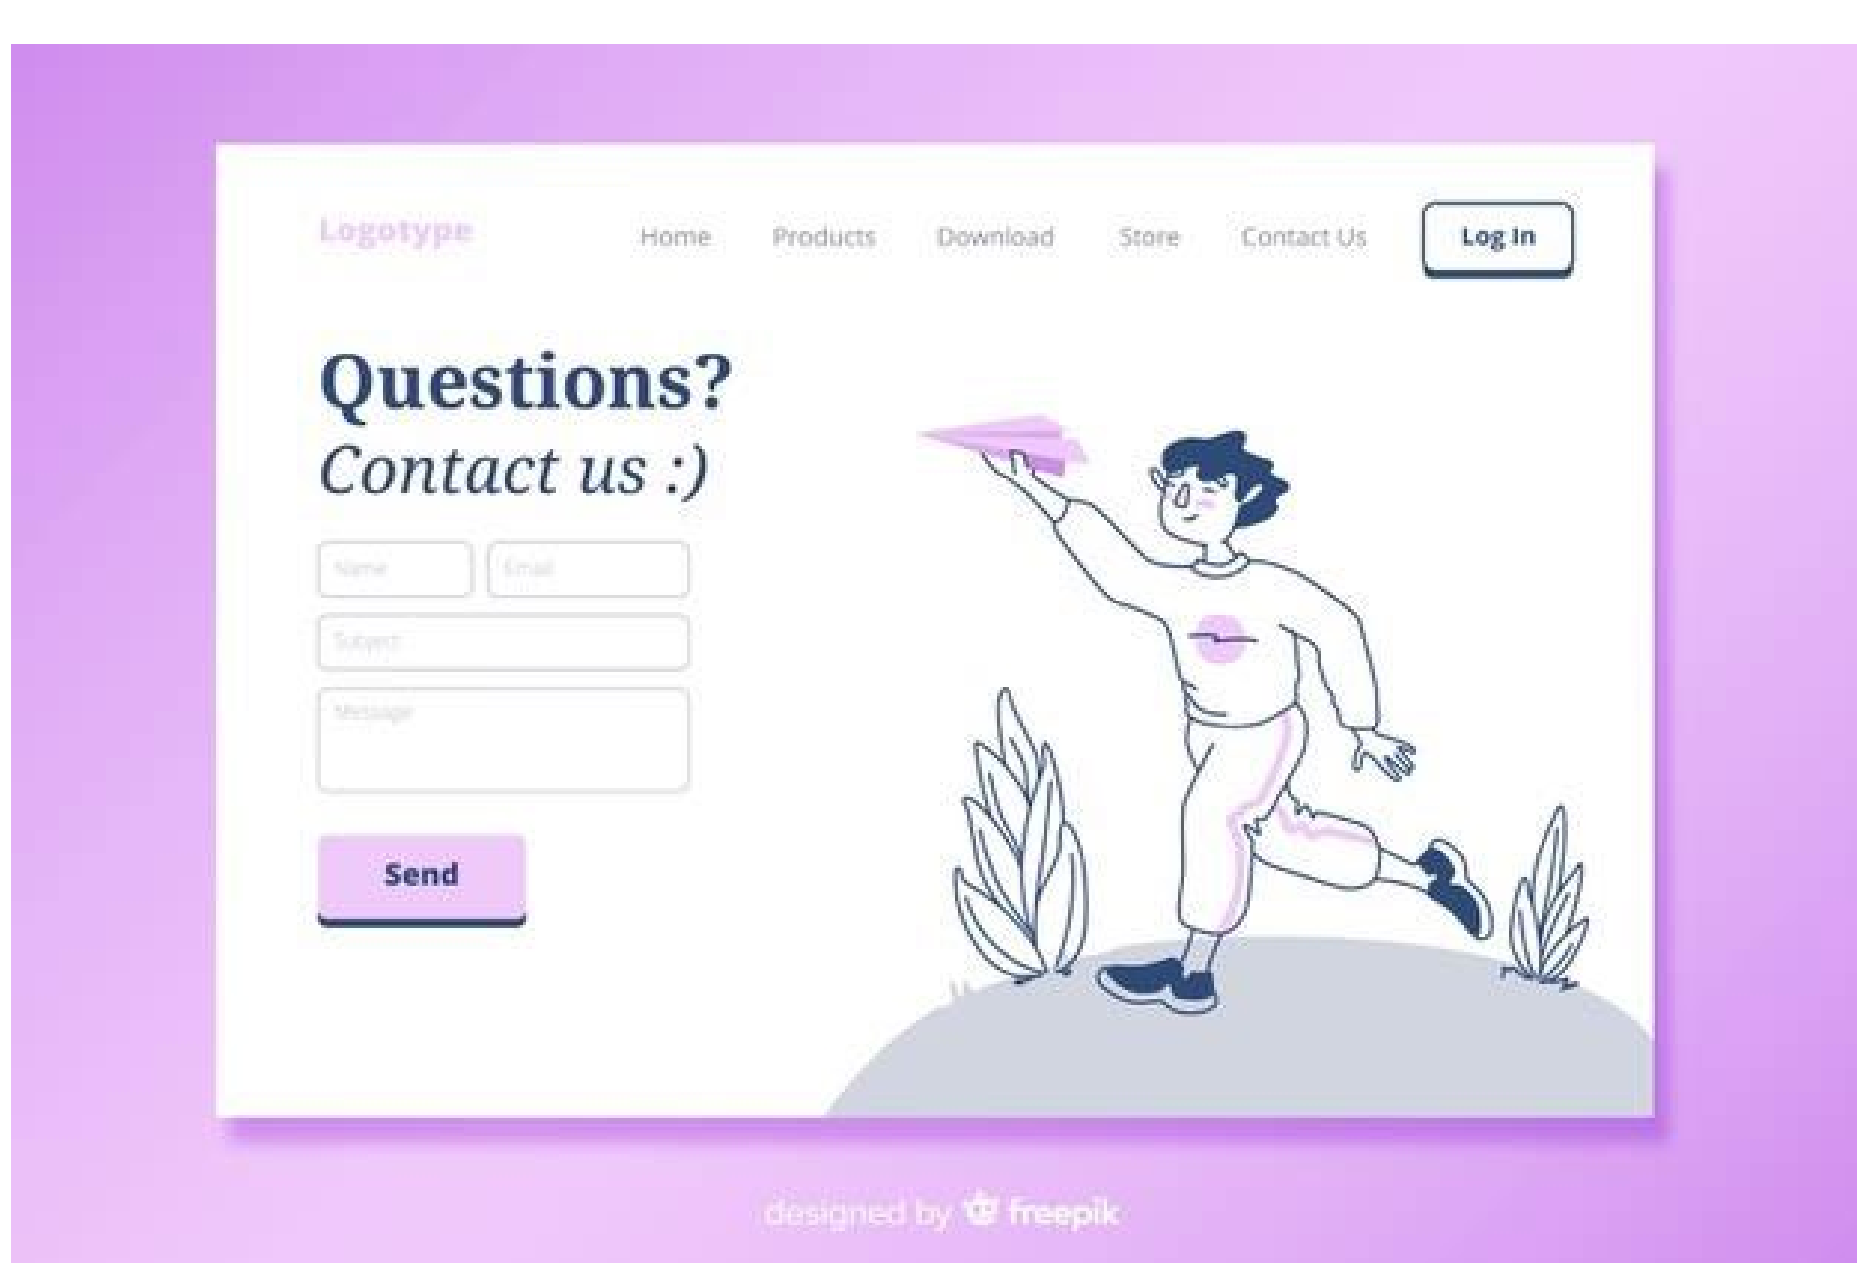 Logotype Home Products Download Store Contact Us Log In
Questions?
Contact us :)
Name Email
Subject
Message
Send
designed by freepik